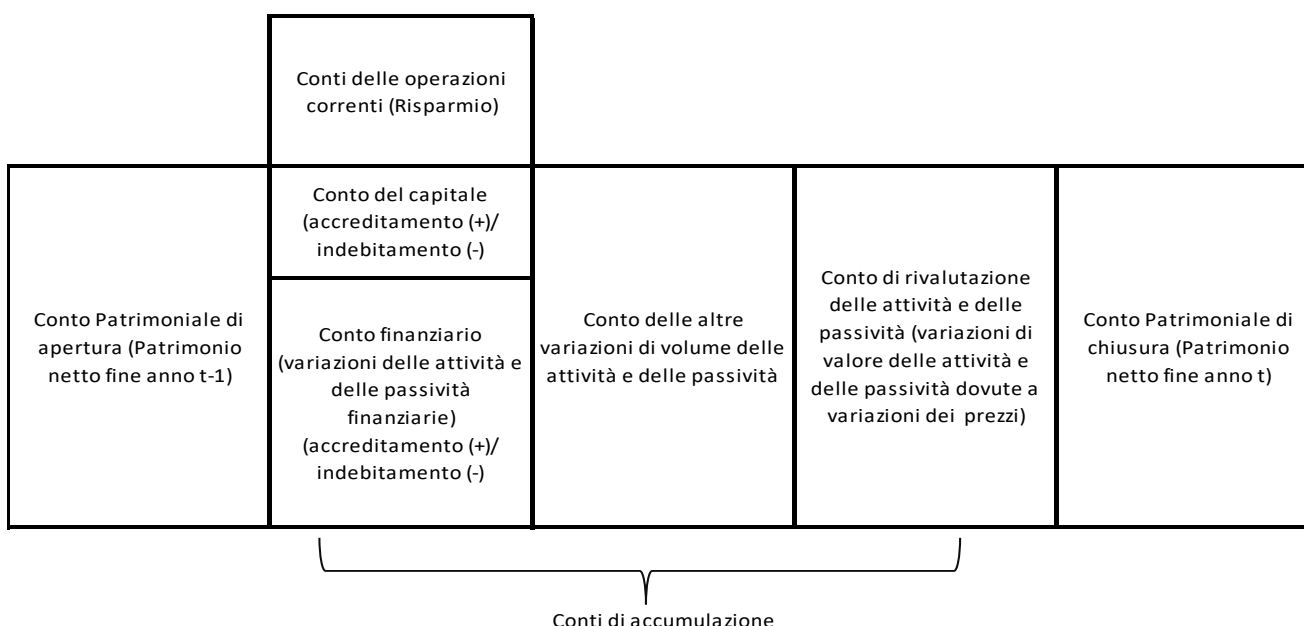 Conti delle operazioni
correnti (Risparmio)
Conto Patrimoniale di
apertura (Patrimonio
netto fine anno t-1)
Conto del capitale
(accreditamento (+)/
indebitamento (-)
Conto finanziario
(variazioni delle attività e
delle passività
finanziarie)
(accreditamento (+)/
indebitamento (-)
Conto delle altre
variazioni di volume delle
attività e delle passività
Conto di rivalutazione
delle attività e delle
passività (variazioni di
valore delle attività e
delle passività dovute a
variazioni dei prezzi)
Conto Patrimoniale di
chiusura (Patrimonio
netto fine anno t)
Conti di accumulazione